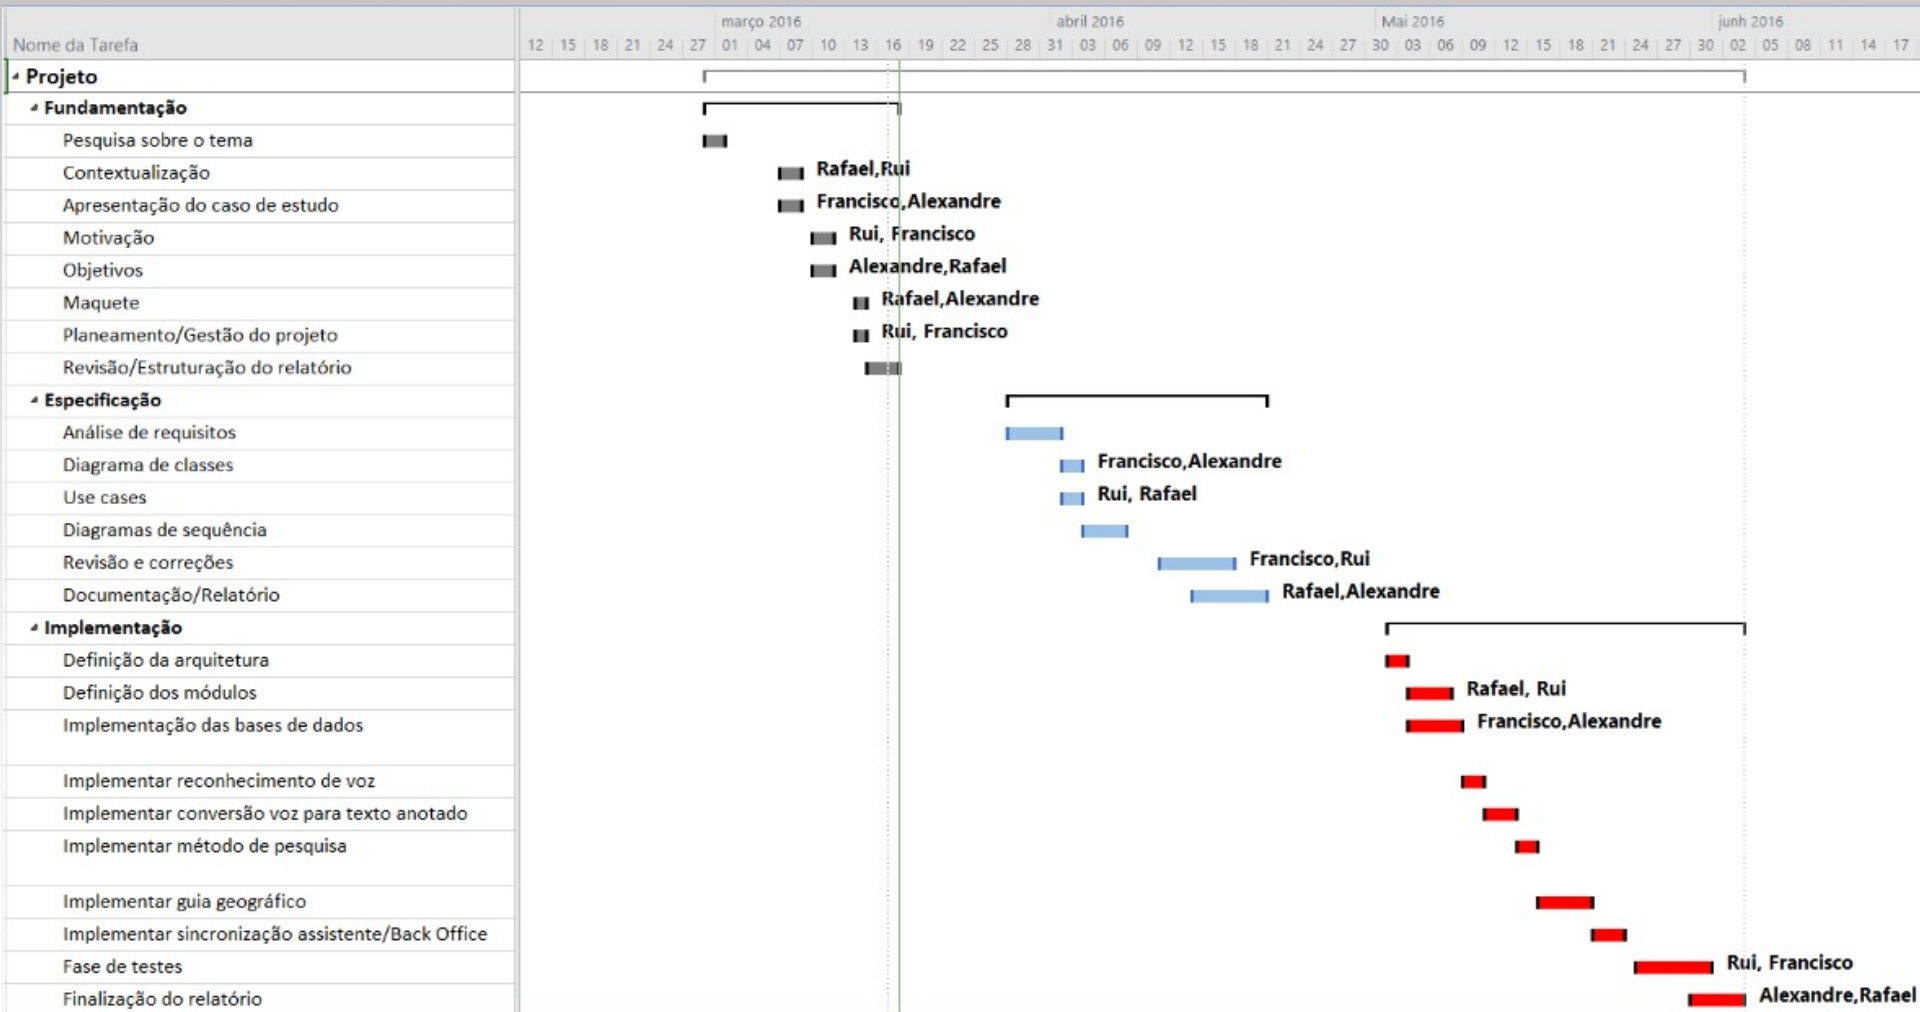 março 2016 abril 2016 Mai 2016 junh 2016
Nome da Tarefa 12 15 18 21 24 27 01 04 07 10 13 16 19 22 25 28 31 03 06 09 12 15 18 21 24 27 30 03 06 09 12 15 18 21 24 27 30 02 05 08 11 14 17
Projeto
Fundamentação
Pesquisa sobre o tema
Contextualização Rafael,Rui
Apresentação do caso de estudo Francisco,Alexandre
Motivação Rui, Francisco
Objetivos Alexandre,Rafael
Maquete Rafael,Alexandre
Planeamento/Gestão do projeto Rui, Francisco
Revisão/Estruturação do relatório
Especificação
Análise de requisitos
Diagrama de classes Francisco,Alexandre
Use cases Rui, Rafael
Diagramas de sequência
Revisão e correções Francisco,Rui
Documentação/Relatório Rafael,Alexandre
Implementação
Definição da arquitetura
Definição dos módulos Rafael, Rui
Implementação das bases de dados Francisco,Alexandre
Implementar reconhecimento de voz
Implementar conversão voz para texto anotado
Implementar método de pesquisa
Implementar guia geográfico
Implementar sincronização assistente/Back Office
Fase de testes Rui, Francisco
Finalização do relatório Alexandre,Rafael